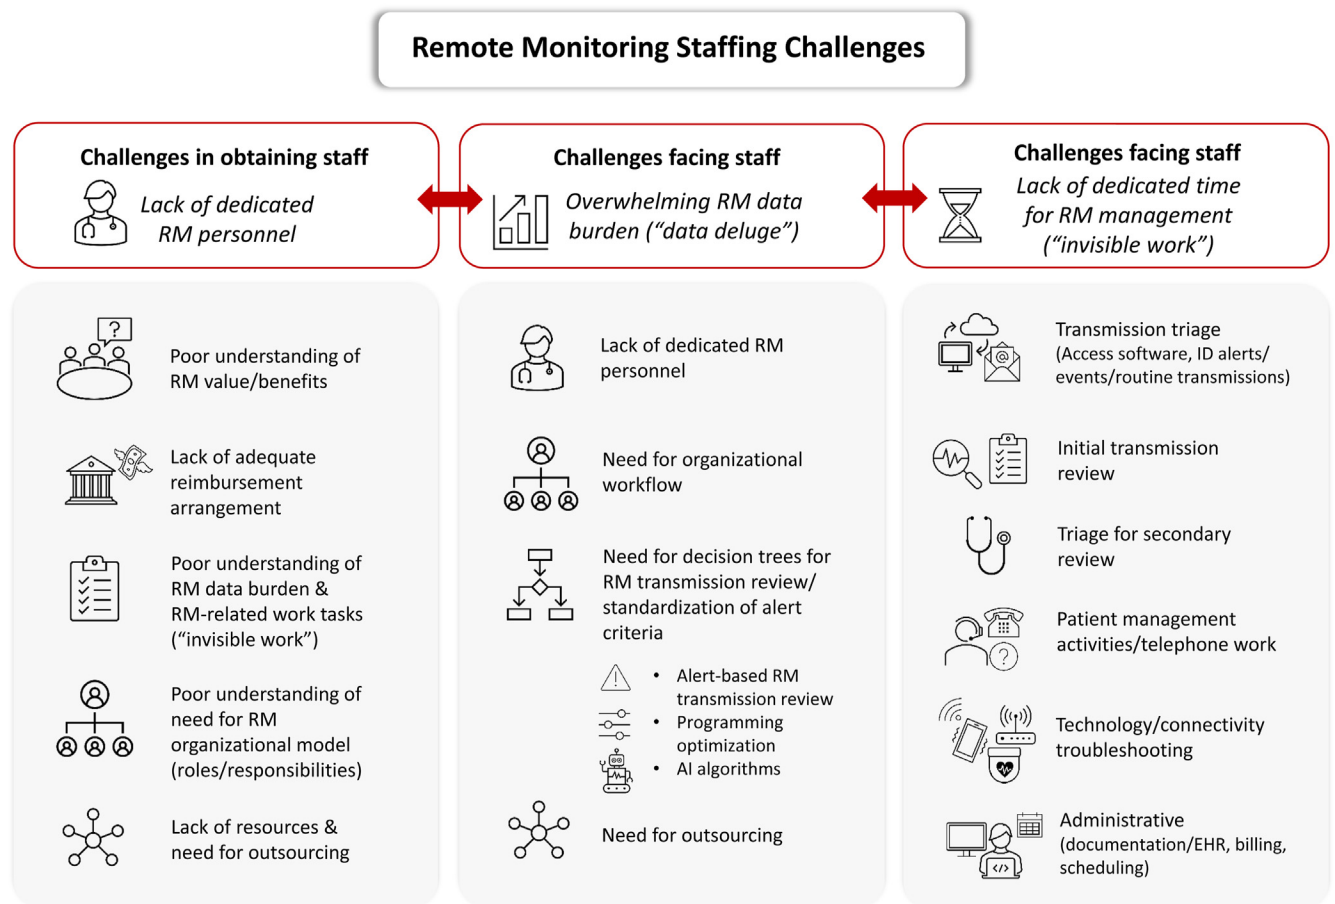 Remote Monitoring Staffing Challenges
Challenges in obtaining staff
Lack of dedicated
RM personnel
Poor understanding of
RM value/benefits
Lack of adequate
reimbursement
arrangement
Poor understanding of
RM data burden &
RM-related work tasks
(“invisible work”)
Poor understanding of
need for RM
organizational model
(roles/responsibilities)
Lack of resources &
need for outsourcing
Challenges facing staff
Overwhelming RM data
burden (“data deluge”)
Lack of dedicated RM
personnel
Need for organizational
workflow
Need for decision trees for
RM transmission review/
standardization of alert
criteria
• Alert-based RM
transmission review
• Programming
optimization
• AI algorithms
Need for outsourcing
Challenges facing staff
Lack of dedicated time
for RM management
(“invisible work”)
Transmission triage
(Access software, ID alerts/
events/routine transmissions)
Initial transmission
review
Triage for secondary
review
Patient management
activities/telephone work
Technology/connectivity
troubleshooting
Administrative
(documentation/EHR, billing,
scheduling)